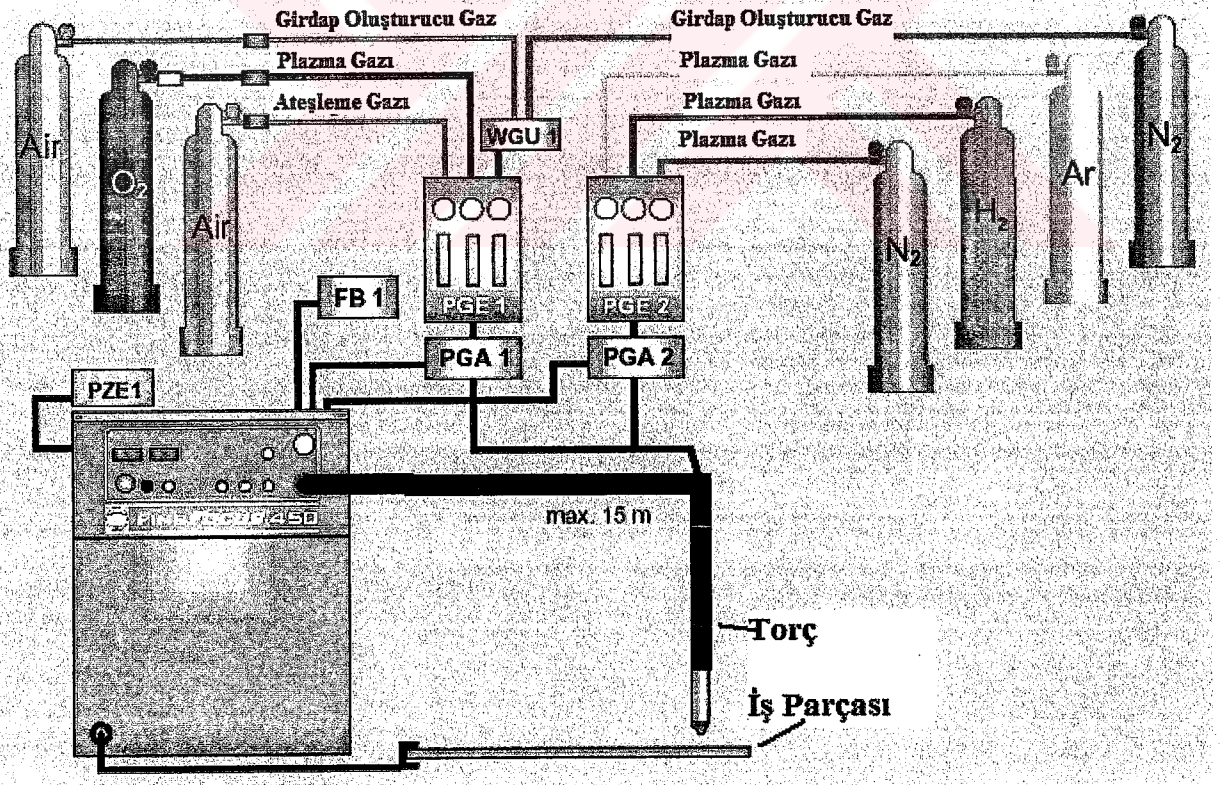 Girdap Oluşturucu Gaz
Girdap Oluşturucu Gaz
Plazma Gazı
Plazma Gazı
Ateşleme Gazı
Plazma Gazı
Plazma Gazı
WGU 1
Air
O₂
Air
N₂
H₂
Ar
N₂
FB 1
PGE 1
PGE 2
PGA 1
PGA 2
PZE1
FINEFOCUS 450
max. 15 m
Torç
İş Parçası